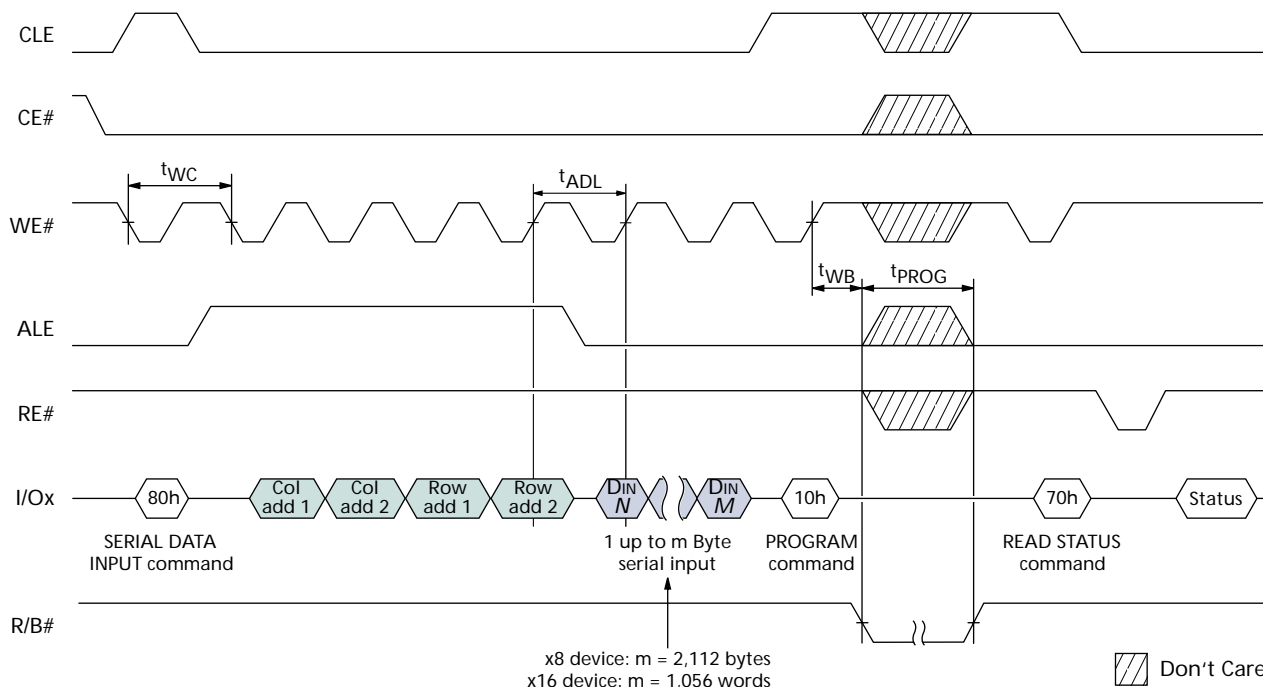 CLE
CE#
tWC
tADL
WE#
tWB
tPROG
ALE
RE#
I/Ox
80h
Col add 1
Col add 2
Row add 1
Row add 2
DIN N
DIN M
10h
70h
Status
SERIAL DATA
INPUT command
1 up to m Byte
serial input
PROGRAM
command
READ STATUS
command
R/B#
x8 device: m = 2,112 bytes
x16 device: m = 1,056 words
Don't Care